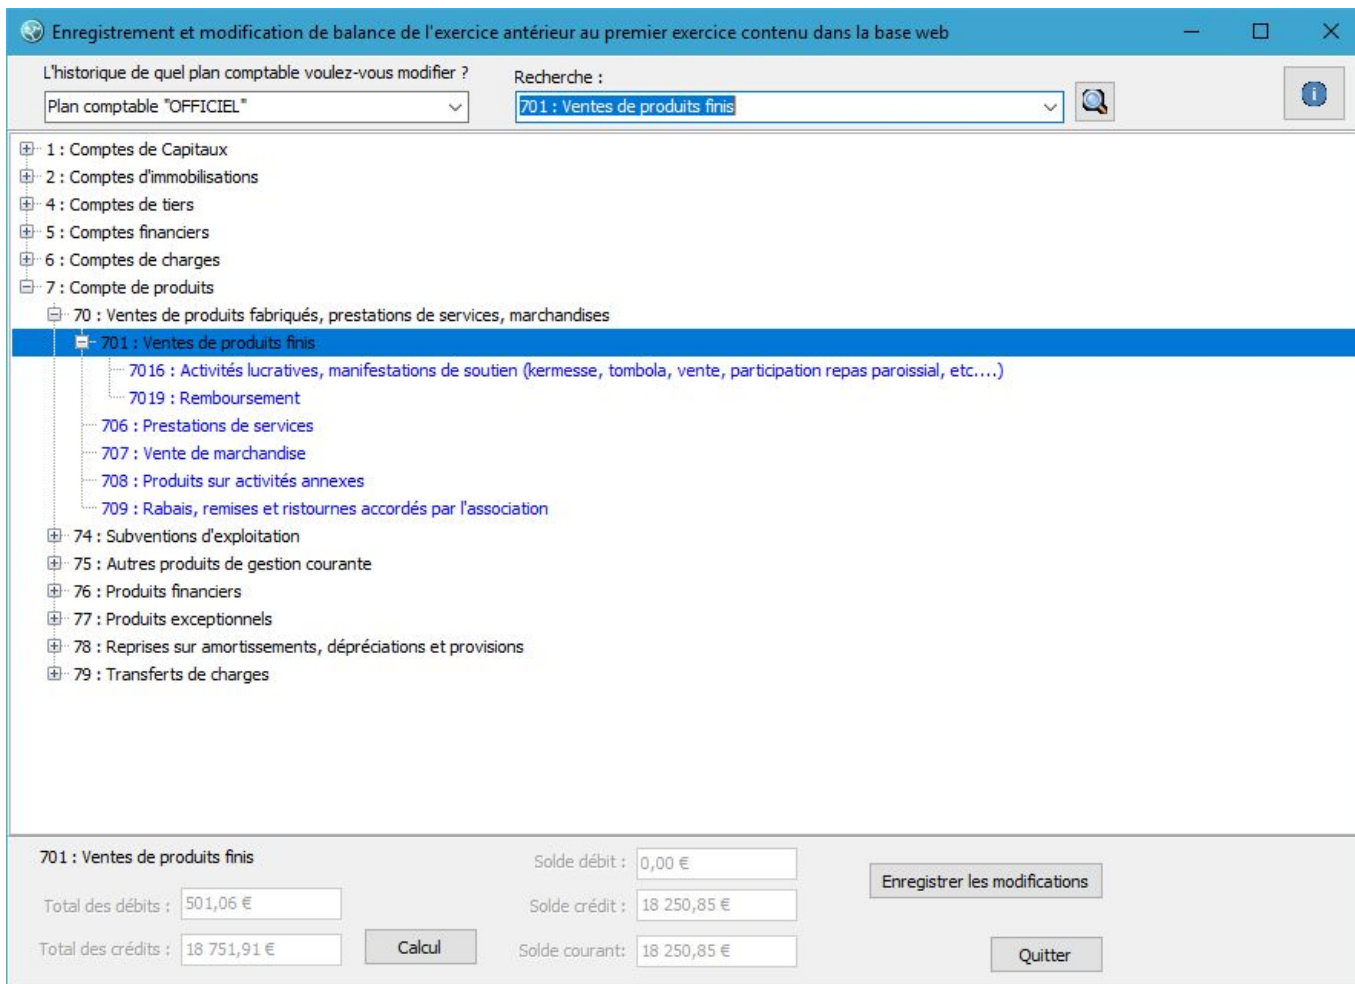 Enregistrement et modification de balance de l'exercice antérieur au premier exercice contenu dans la base web
L'historique de quel plan comptable voulez-vous modifier ?
Recherche :
Plan comptable "OFFICIEL"
701 : Ventes de produits finis
1 : Comptes de Capitaux
2 : Comptes d'immobilisations
4 : Comptes de tiers
5 : Comptes financiers
6 : Comptes de charges
7 : Compte de produits
70 : Ventes de produits fabriqués, prestations de services, marchandises
701 : Ventes de produits finis
7016 : Activités lucratives, manifestations de soutien (kermesse, tombola, vente, participation repas paroissial, etc....)
7019 : Remboursement
706 : Prestations de services
707 : Vente de marchandise
708 : Produits sur activités annexes
709 : Rabais, remises et ristournes accordés par l'association
74 : Subventions d'exploitation
75 : Autres produits de gestion courante
76 : Produits financiers
77 : Produits exceptionnels
78 : Reprises sur amortissements, dépréciations et provisions
79 : Transferts de charges
701 : Ventes de produits finis
Solde débit : 0,00 €
Enregistrer les modifications
Total des débits : 501,06 €
Solde crédit : 18 250,85 €
Total des crédits : 18 751,91 €
Calcul
Solde courant: 18 250,85 €
Quitter